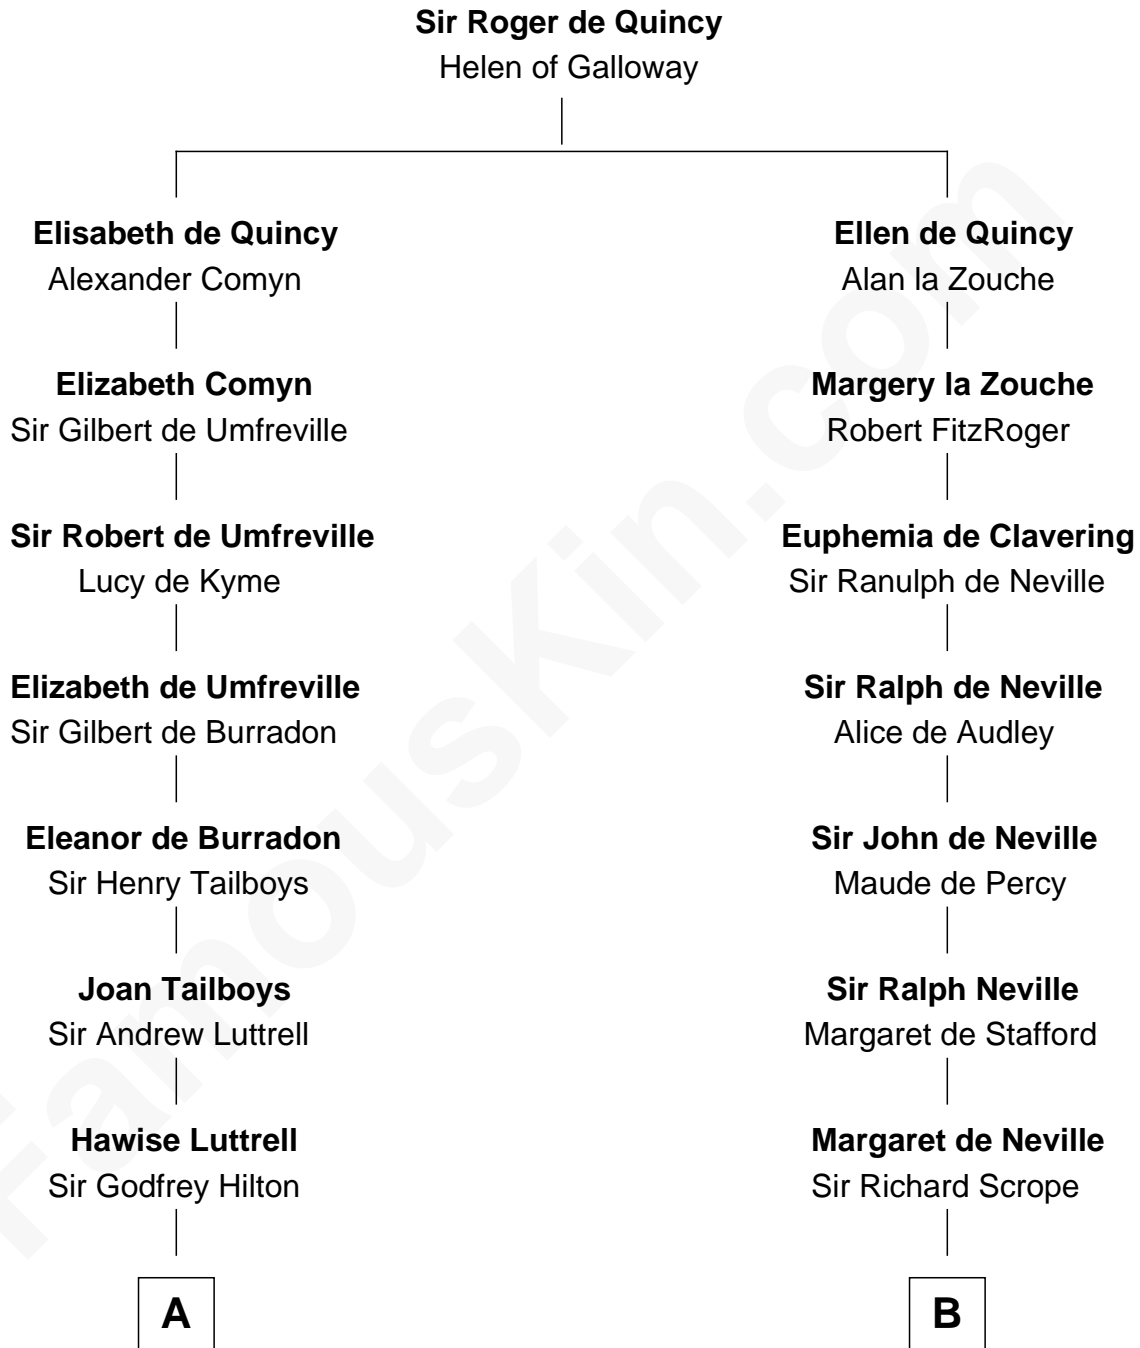 Sir Roger de Quincy
Helen of Galloway
Elisabeth de Quincy
Alexander Comyn
Ellen de Quincy
Alan la Zouche
Elizabeth Comyn
Sir Gilbert de Umfreville
Margery la Zouche
Robert FitzRoger
Sir Robert de Umfreville
Lucy de Kyme
Euphemia de Clavering
Sir Ranulph de Neville
Elizabeth de Umfreville
Sir Gilbert de Burradon
Sir Ralph de Neville
Alice de Audley
Eleanor de Burradon
Sir Henry Tailboys
Sir John de Neville
Maude de Percy
Joan Tailboys
Sir Andrew Luttrell
Sir Ralph Neville
Margaret de Stafford
Hawise Luttrell
Sir Godfrey Hilton
Margaret de Neville
Sir Richard Scrope
A
B
FamousKin.com